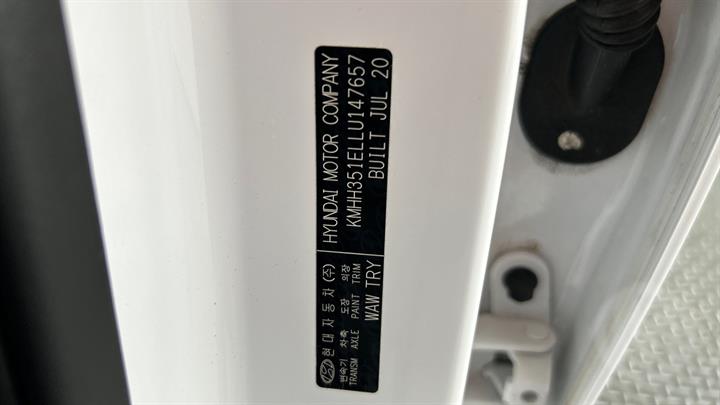 현대자동차(주) HYUNDAI MOTOR COMPANY
변속기 차축 도장 의장 KMHH351ELLU147657
TRANSM AXLE PAINT TRIM BUILT JUL 20
WAW TRY